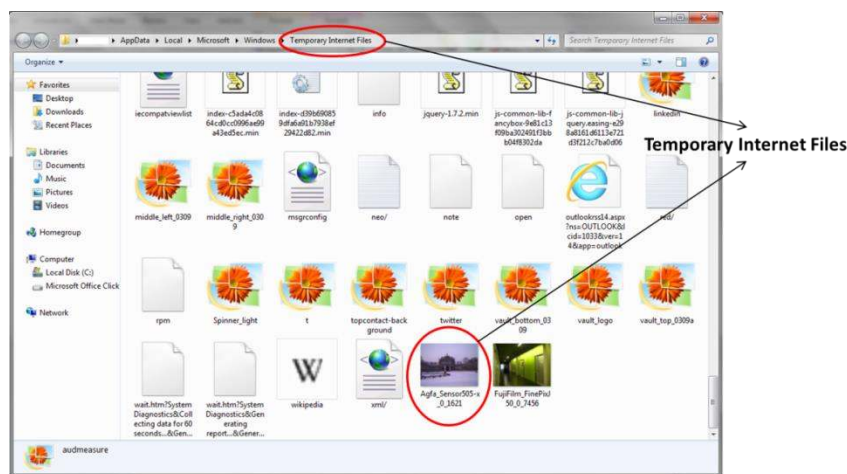 AppData ▸ Local ▸ Microsoft ▸ Windows ▸ Temporary Internet Files
Search Temporary Internet Files
Organize
Favorites
Desktop
Downloads
Recent Places
Libraries
Documents
Music
Pictures
Videos
Homegroup
Computer
Local Disk (C:)
Microsoft Office Click
Network
iecompatviewlist
index-c5ada4c08
64cd0cc0996ae99
a43ed5ec.min
index-d39b69085
9dfa6a91b7938ef
29422d82.min
info
jquery-1.7.2.min
js-common-lib-f
ancybox-9e81c13
f09ba302491f3bb
b04f8302da
js-common-lib-j
query.easing-e29
8a8161d6113e721
d3f212c7ba0d06
linkedin
Temporary Internet Files
middle_left_0309
middle_right_030
9
msgrconfig
neo/
note
open
outlookrss14.aspx
?ns=OUTLOOK&l
cid=1033&ver=1
4&app=outlook
red/
rpm
Spinner_light
t
topcontact-back
ground
twitter
vault_bottom_03
09
vault_logo
vault_top_0309a
wait.htm?System
Diagnostics&Coll
ecting data for 60
seconds...&Gen...
wait.htm?System
Diagnostics&Gen
erating
report...&Gener...
W
wikipedia
xml/
Agfa_Sensor505-x
_0_1621
FujiFilm_FinePixJ
50_0_7456
audmeasure